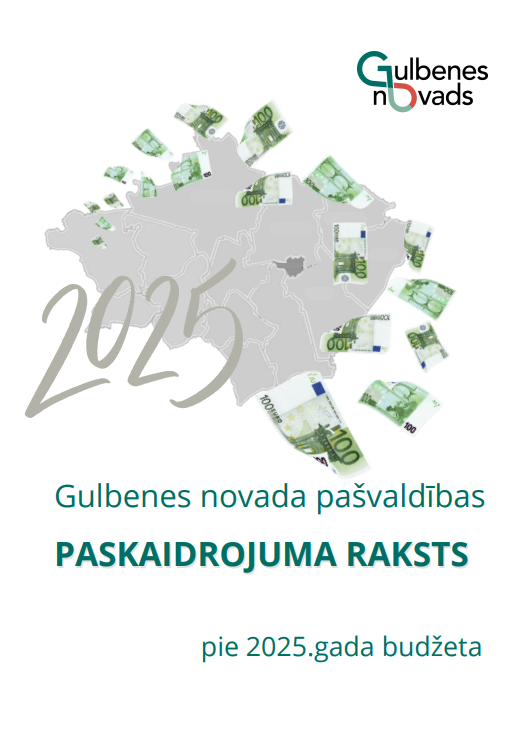 Gulbenes
novads
2025
Gulbenes novada pašvaldības
PASKAIDROJUMA RAKSTS
pie 2025.gada budžeta